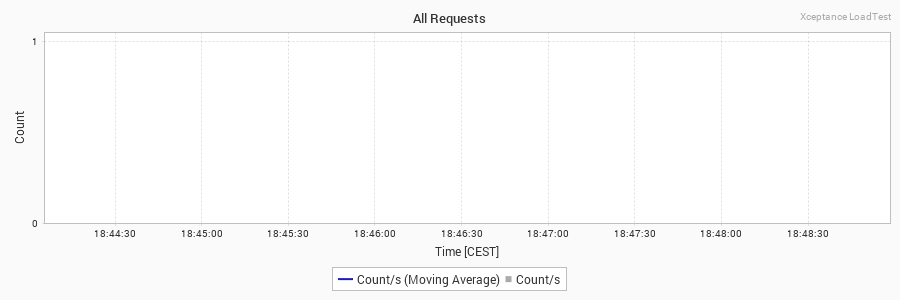 All Requests
Xceptance LoadTest
1
Count
0
18:44:30 18:45:00 18:45:30 18:46:00 18:46:30 18:47:00 18:47:30 18:48:00 18:48:30
Time [CEST]
Count/s (Moving Average) Count/s